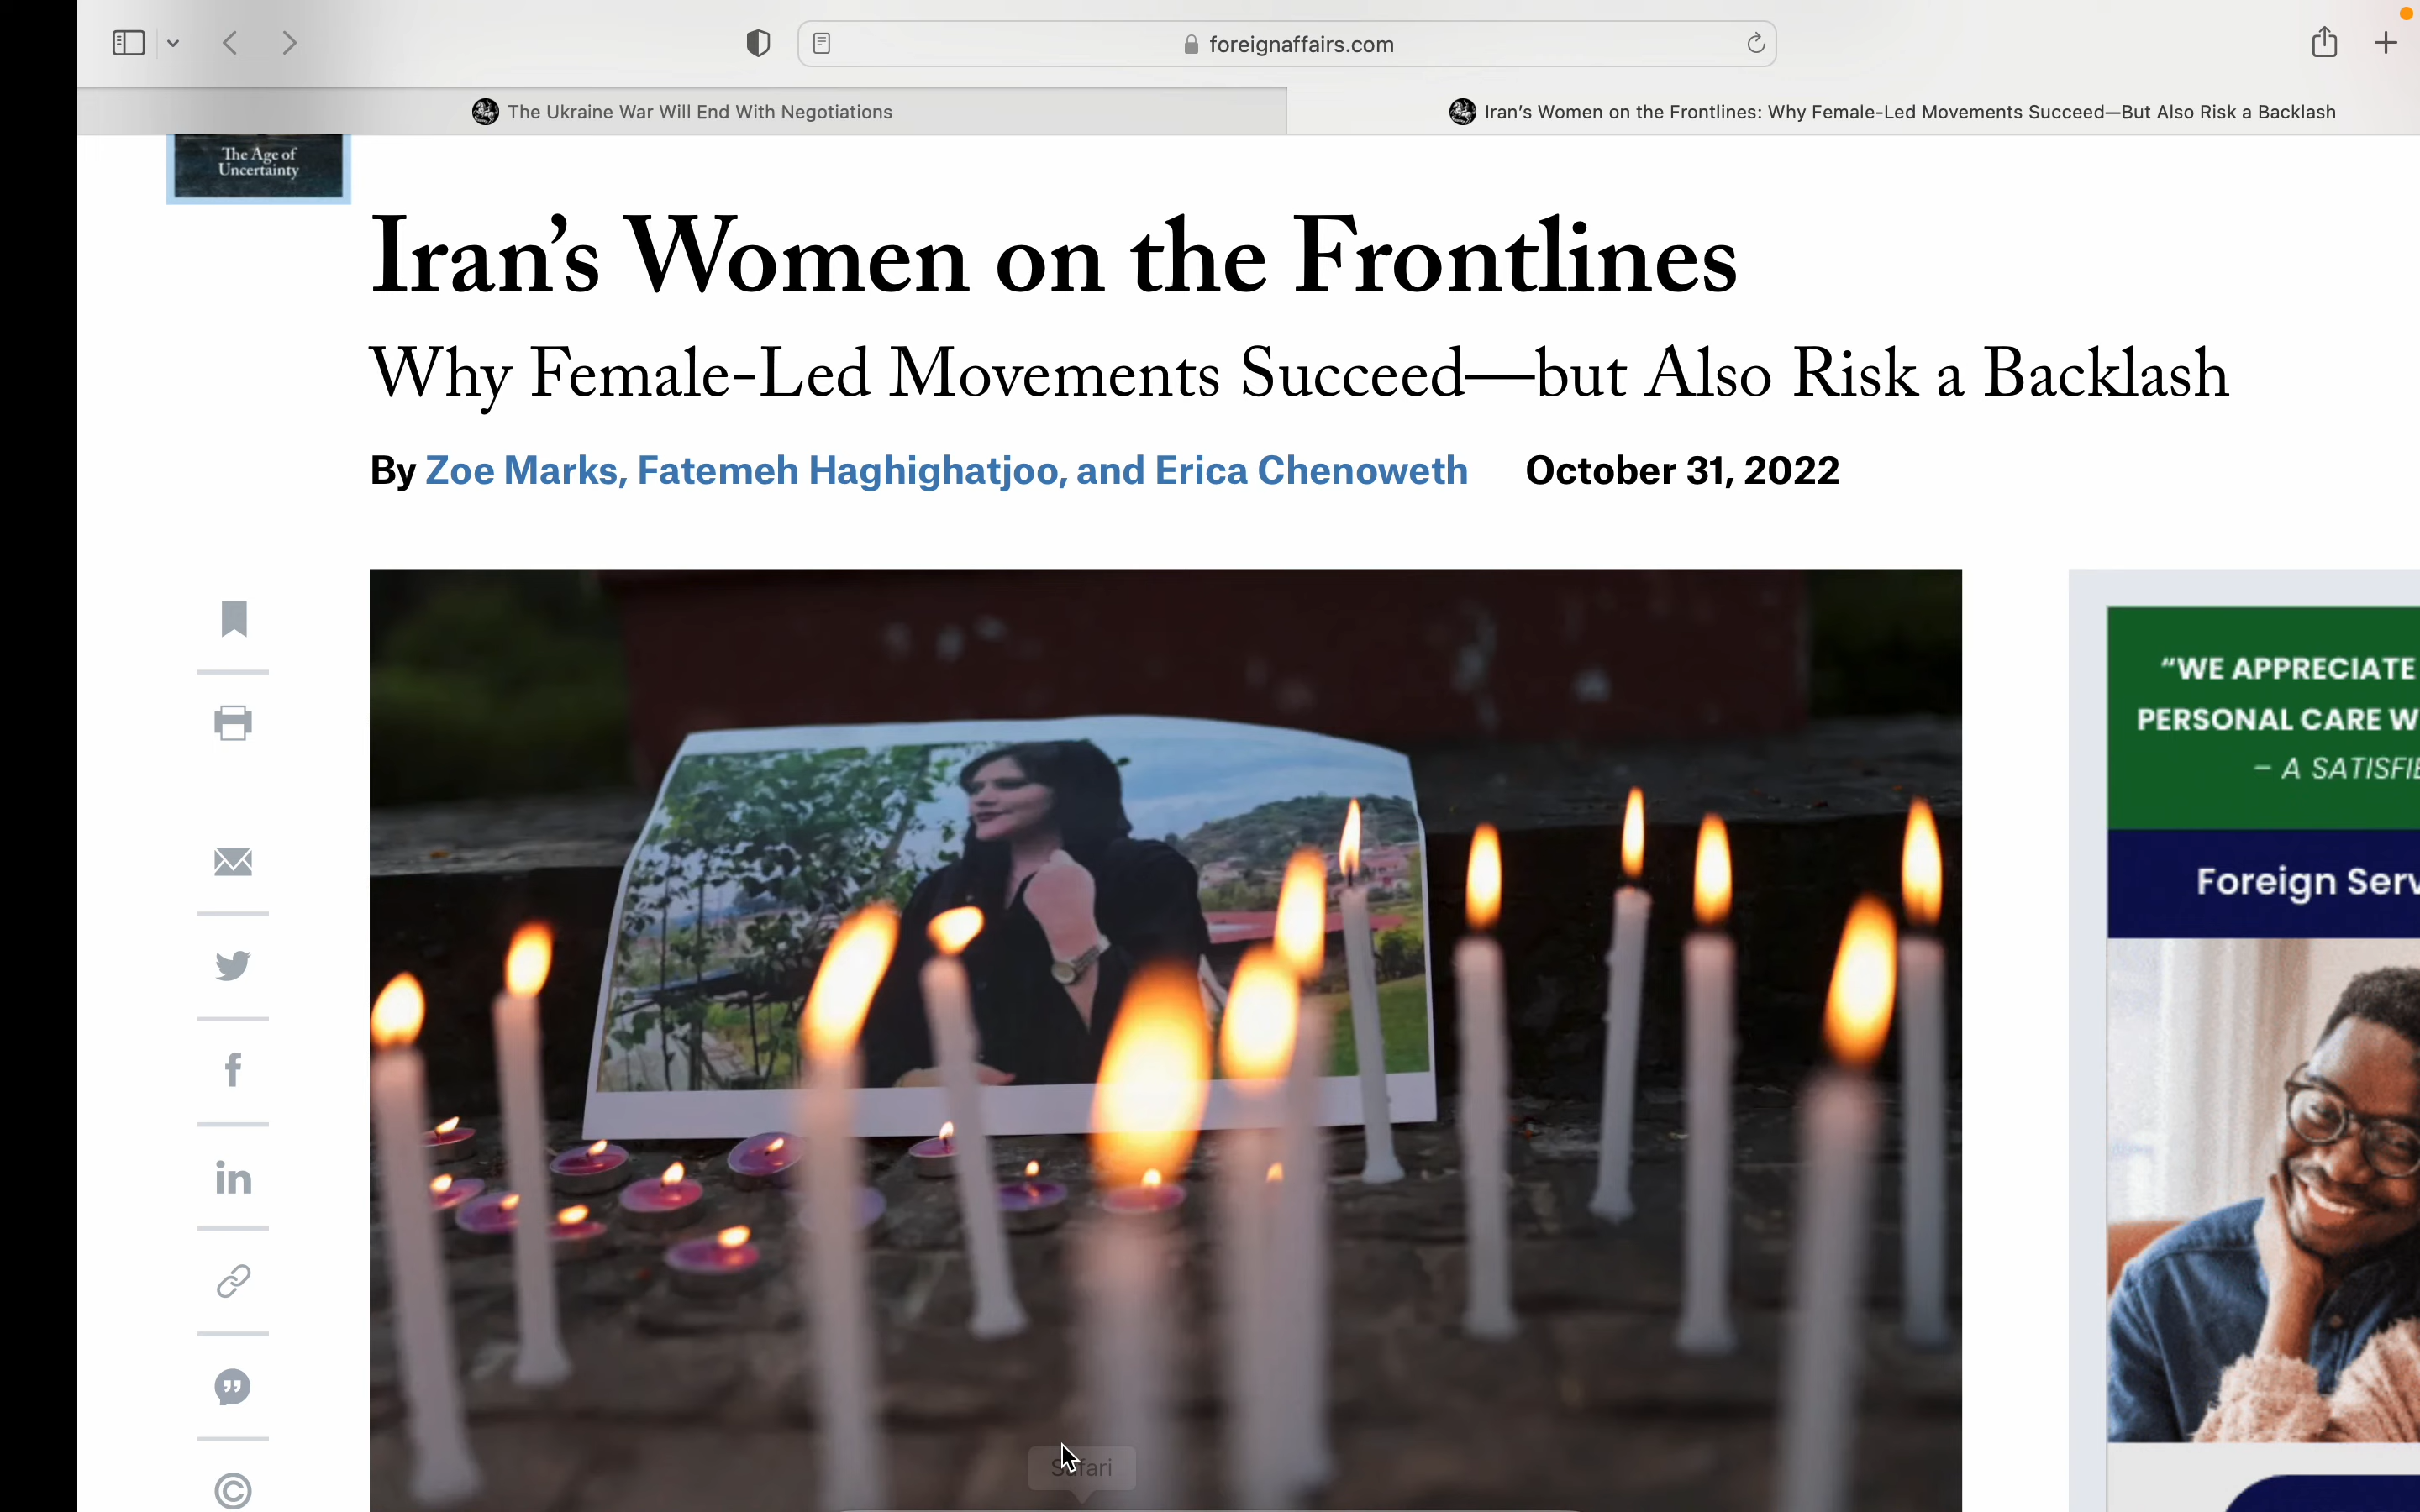 foreignaffairs.com
The Ukraine War Will End With Negotiations
Iran’s Women on the Frontlines: Why Female-Led Movements Succeed—But Also Risk a Backlash
The Age of
Uncertainty
Iran’s Women on the Frontlines
Why Female-Led Movements Succeed—but Also Risk a Backlash
By Zoe Marks, Fatemeh Haghighatjoo, and Erica Chenoweth October 31, 2022
“WE APPRECIATE
PERSONAL CARE W
– A SATISFIE
Foreign Serv
Safari